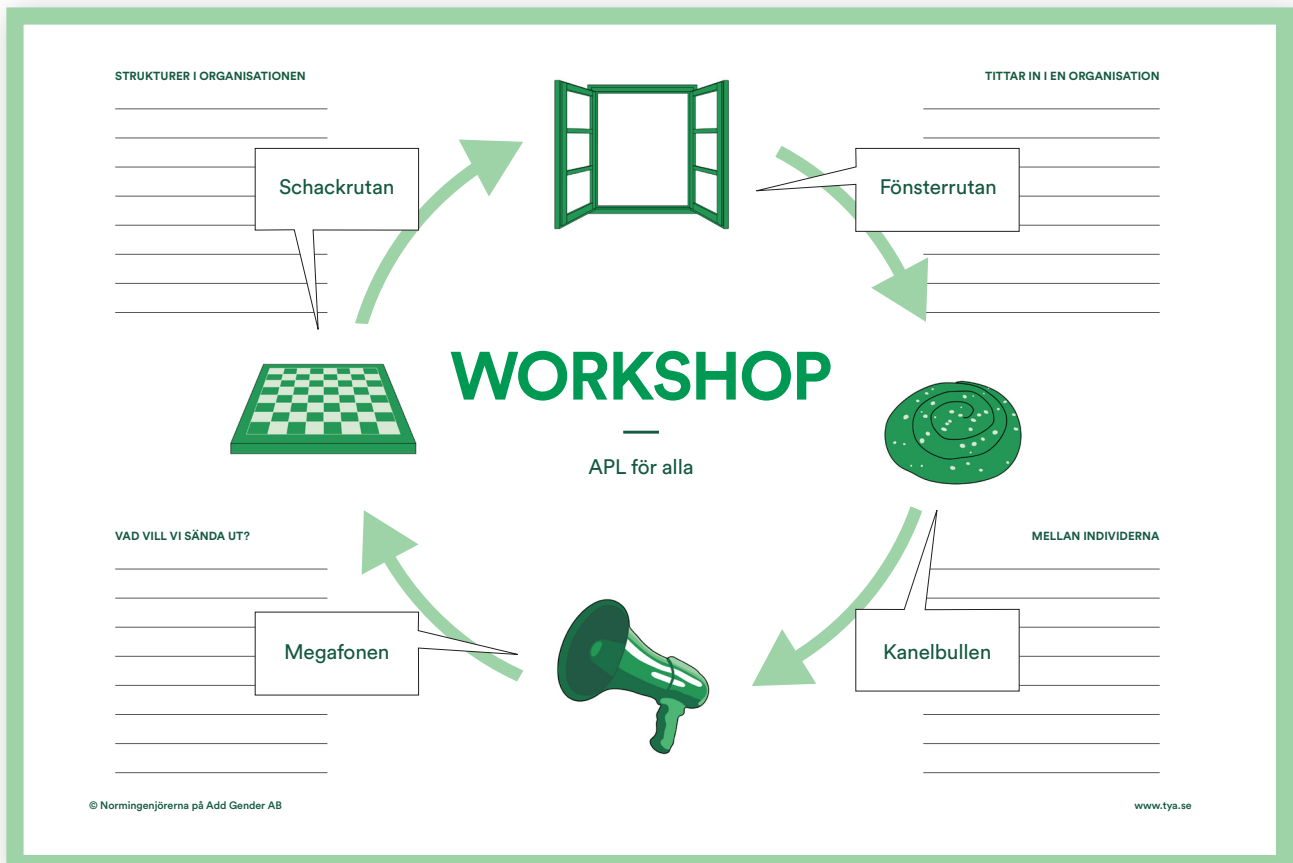 STRUKTURER I ORGANISATIONEN
TITTAR IN I EN ORGANISATION
Schackrutan
Fönsterrutan
WORKSHOP
APL för alla
VAD VILL VI SÄNDA UT?
MELLAN INDIVIDERNA
Megafonen
Kanelbullen
© Normingenjörerna på Add Gender AB
www.tya.se